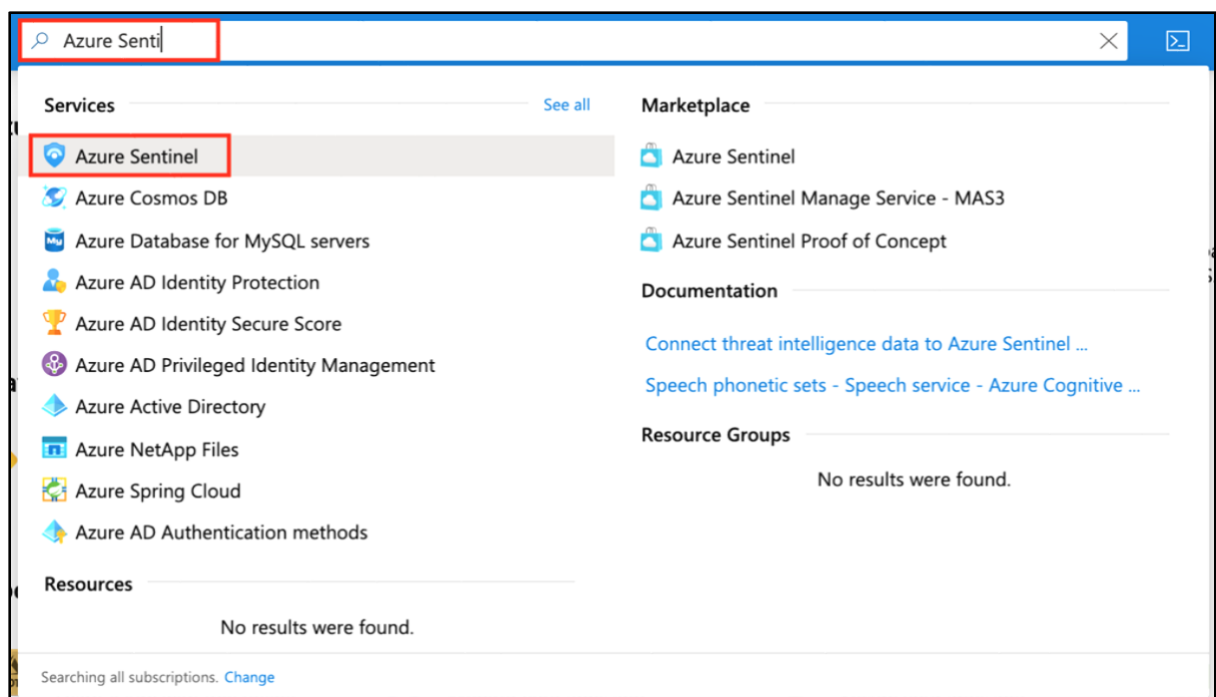 Azure Senti
Services
See all
Azure Sentinel
Azure Cosmos DB
My
Azure Database for MySQL servers
Azure AD Identity Protection
Azure AD Identity Secure Score
Azure AD Privileged Identity Management
Azure Active Directory
n
Azure NetApp Files
Azure Spring Cloud
Azure AD Authentication methods
Resources
No results were found.
Marketplace
Azure Sentinel
Azure Sentinel Manage Service - MAS3
Azure Sentinel Proof of Concept
Documentation
Connect threat intelligence data to Azure Sentinel ...
Speech phonetic sets - Speech service - Azure Cognitive ...
Resource Groups
No results were found.
Searching all subscriptions. Change